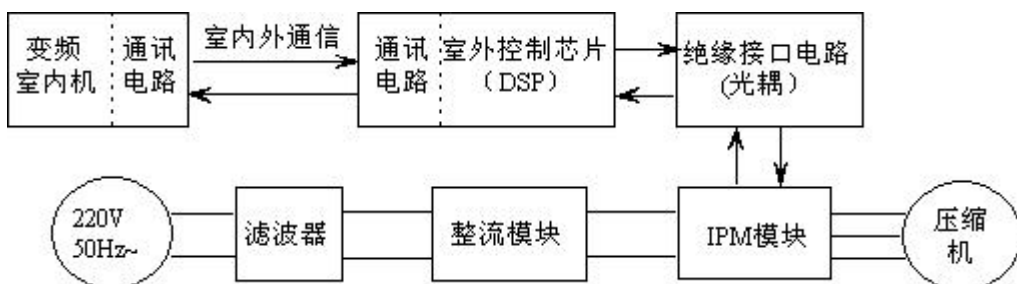 变频
室内机
通讯
电路
室内外通信
通讯
电路
室外控制芯片
（DSP）
绝缘接口电路
(光耦）
220V
50Hz~
滤波器
整流模块
IPM模块
压缩
机